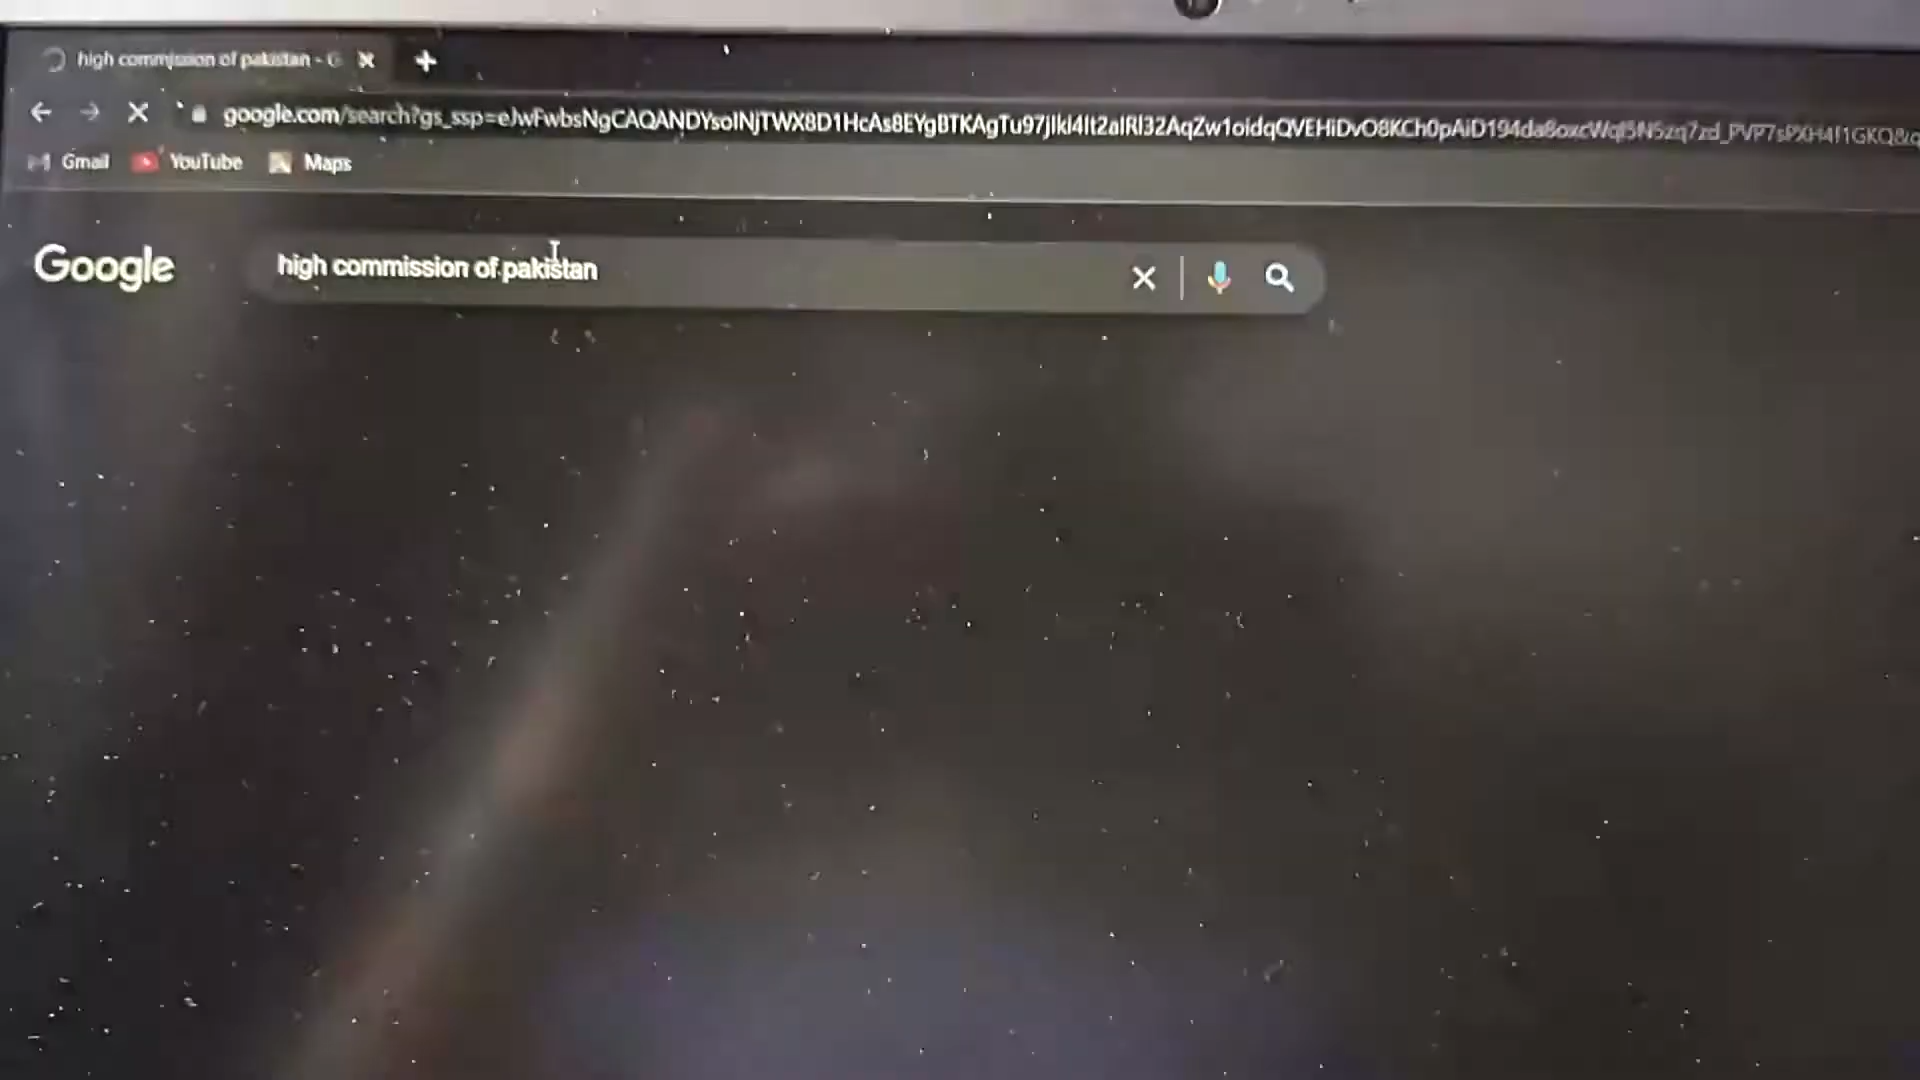 high commission of pakistan - G
google.com/search?gs_ssp=
Gmail YouTube Maps
Google high commission of pakistan